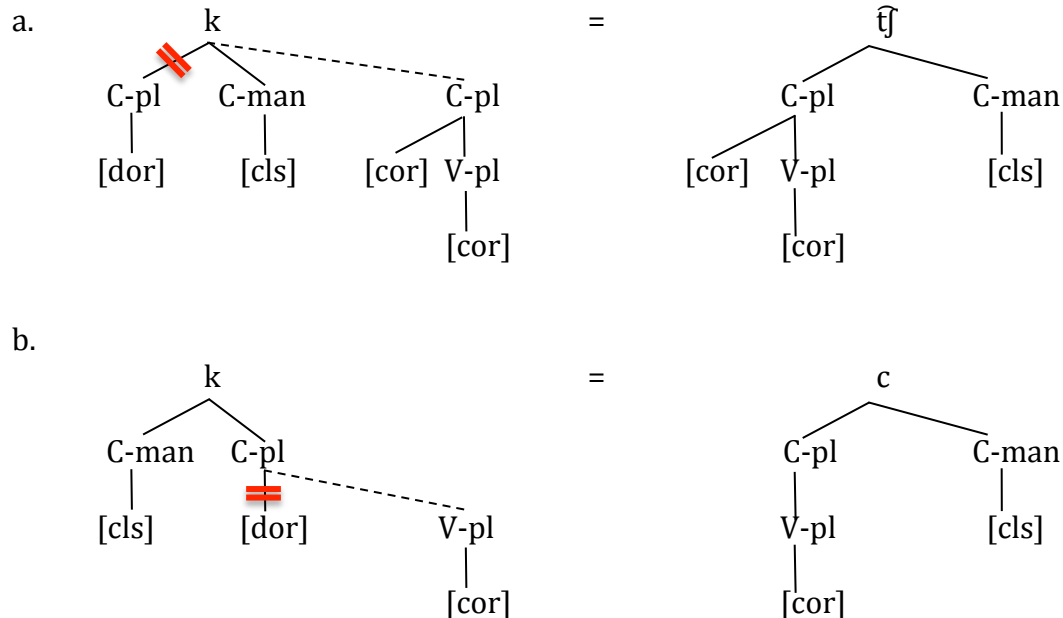 a.
k = t͡ʃ
C-pl C-man C-pl C-pl C-man
[dor] [cls] [cor] V-pl [cor] V-pl [cls]
[cor] [cor]
b.
k = c
C-man C-pl C-pl C-man
[cls] [dor] V-pl V-pl [cls]
[cor] [cor]